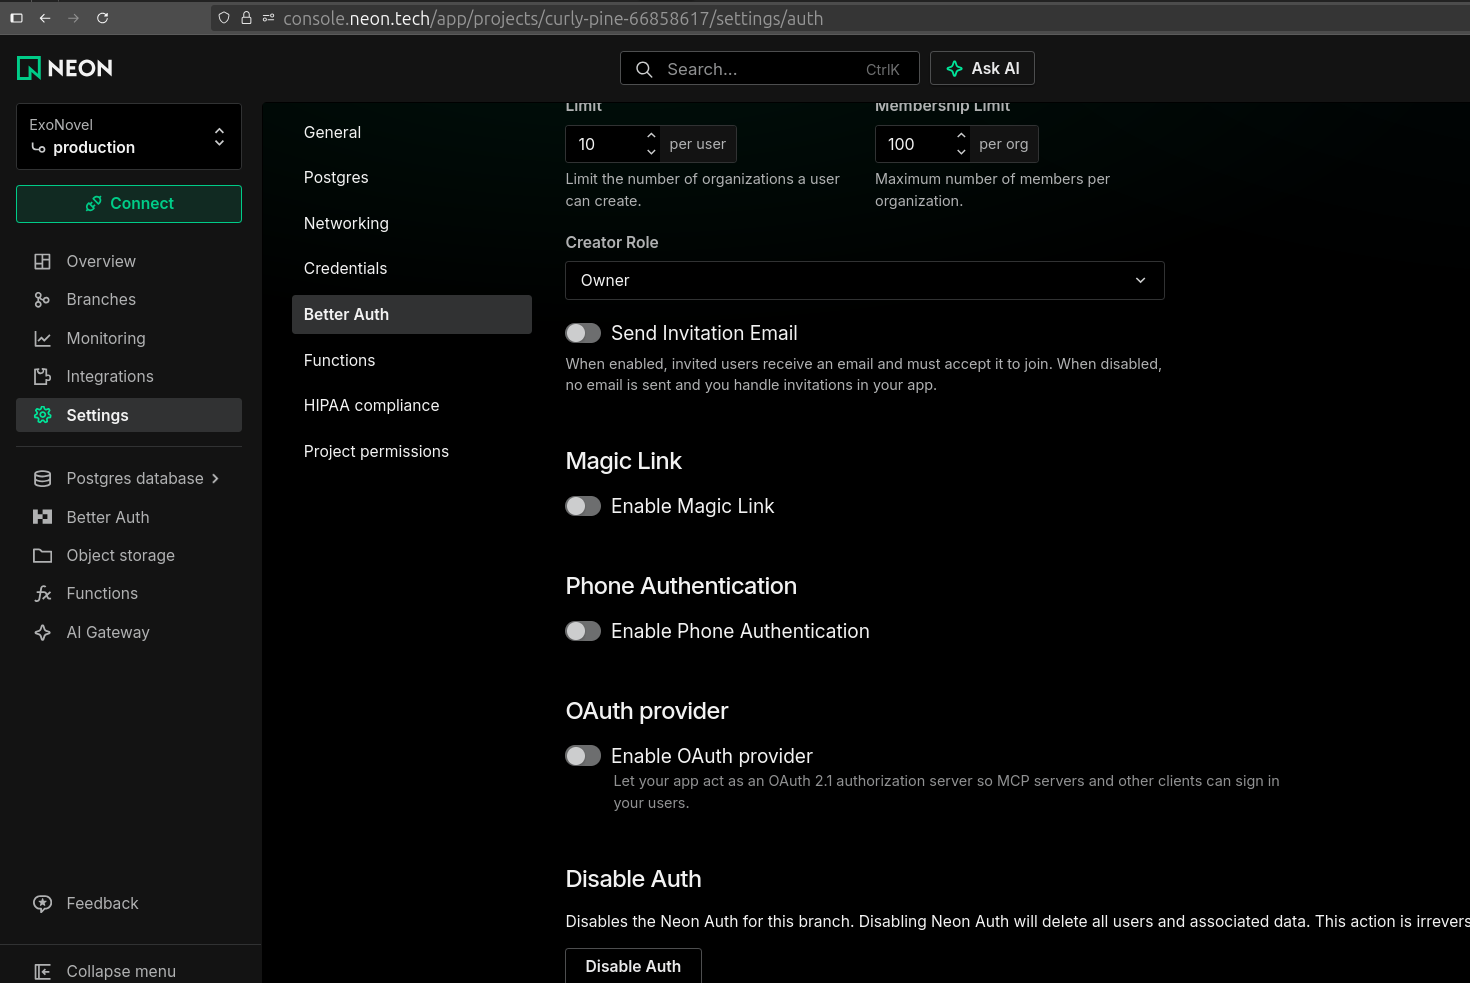 console.neon.tech/app/projects/curly-pine-66858617/settings/auth
NEON
Search...
CtrlK
Ask AI
ExoNovel
production
Connect
Overview
Branches
Monitoring
Integrations
Settings
Postgres database
Better Auth
Object storage
Functions
AI Gateway
Feedback
Collapse menu
General
Postgres
Networking
Credentials
Better Auth
Functions
HIPAA compliance
Project permissions
Limit
10
per user
Limit the number of organizations a user
can create.
Membership Limit
100
per org
Maximum number of members per
organization.
Creator Role
Owner
Send Invitation Email
When enabled, invited users receive an email and must accept it to join. When disabled,
no email is sent and you handle invitations in your app.
Magic Link
Enable Magic Link
Phone Authentication
Enable Phone Authentication
OAuth provider
Enable OAuth provider
Let your app act as an OAuth 2.1 authorization server so MCP servers and other clients can sign in
your users.
Disable Auth
Disables the Neon Auth for this branch. Disabling Neon Auth will delete all users and associated data. This action is irrevers
Disable Auth